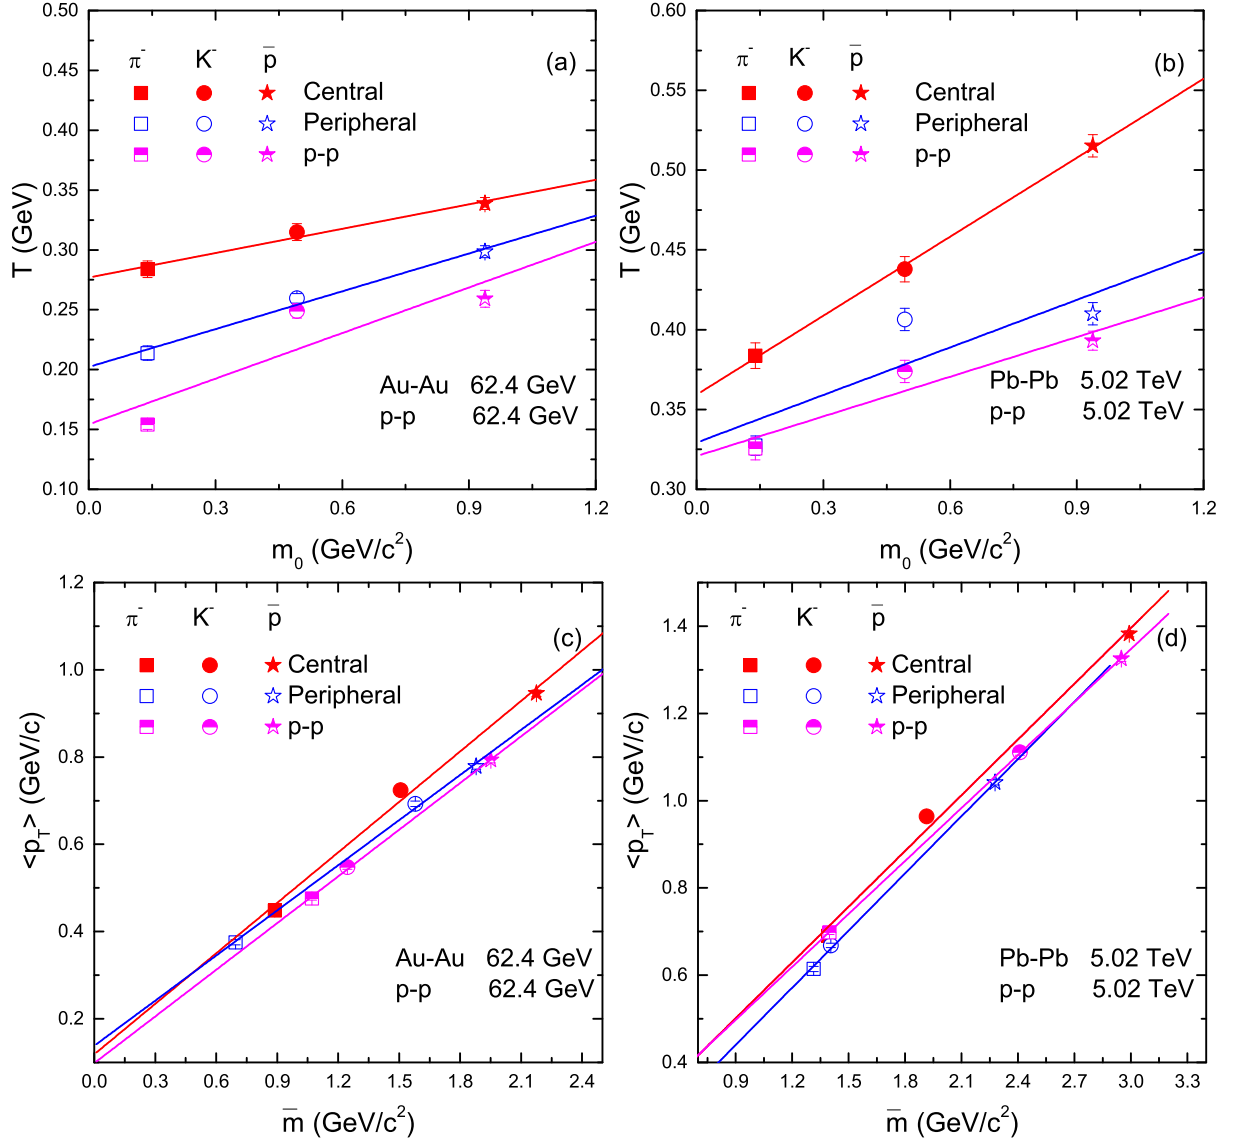 0.50
0.45
0.40
0.35
0.30
0.25
0.20
0.15
0.10
T (GeV)
π⁻ K⁻ p̅
(a)
Central
Peripheral
p-p
Au-Au 62.4 GeV
p-p 62.4 GeV
0.0 0.3 0.6 0.9 1.2
m₀ (GeV/c²)
0.60
0.55
0.50
0.45
0.40
0.35
0.30
T (GeV)
π⁻ K⁻ p̅
(b)
Central
Peripheral
p-p
Pb-Pb 5.02 TeV
p-p 5.02 TeV
0.0 0.3 0.6 0.9 1.2
m₀ (GeV/c²)
1.2
1.0
0.8
0.6
0.4
0.2
<p_T> (GeV/c)
π⁻ K⁻ p̅
(c)
Central
Peripheral
p-p
Au-Au 62.4 GeV
p-p 62.4 GeV
0.0 0.3 0.6 0.9 1.2 1.5 1.8 2.1 2.4
m̅ (GeV/c²)
1.4
1.2
1.0
0.8
0.6
0.4
<p_T> (GeV/c)
π⁻ K⁻ p̅
(d)
Central
Peripheral
p-p
Pb-Pb 5.02 TeV
p-p 5.02 TeV
0.9 1.2 1.5 1.8 2.1 2.4 2.7 3.0 3.3
m̅ (GeV/c²)